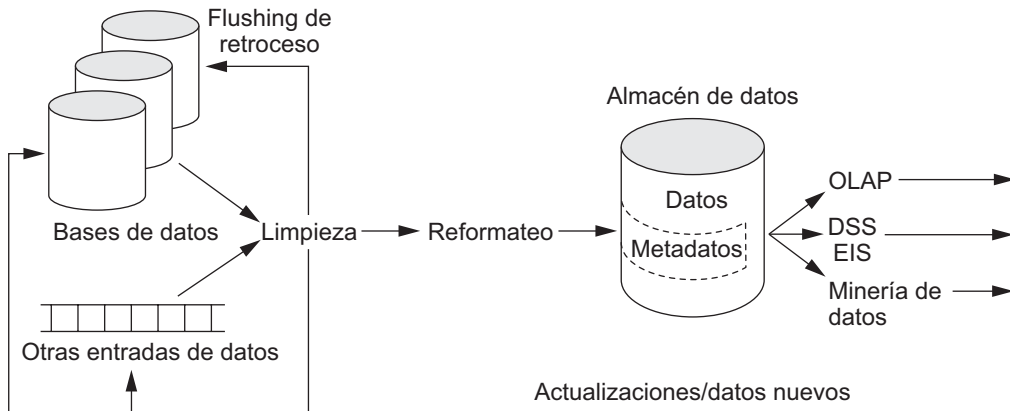 Flushing de
retroceso
Almacén de datos
Datos
Metadatos
Bases de datos
Limpieza
Reformateo
OLAP
DSS
EIS
Minería de
datos
Otras entradas de datos
Actualizaciones/datos nuevos